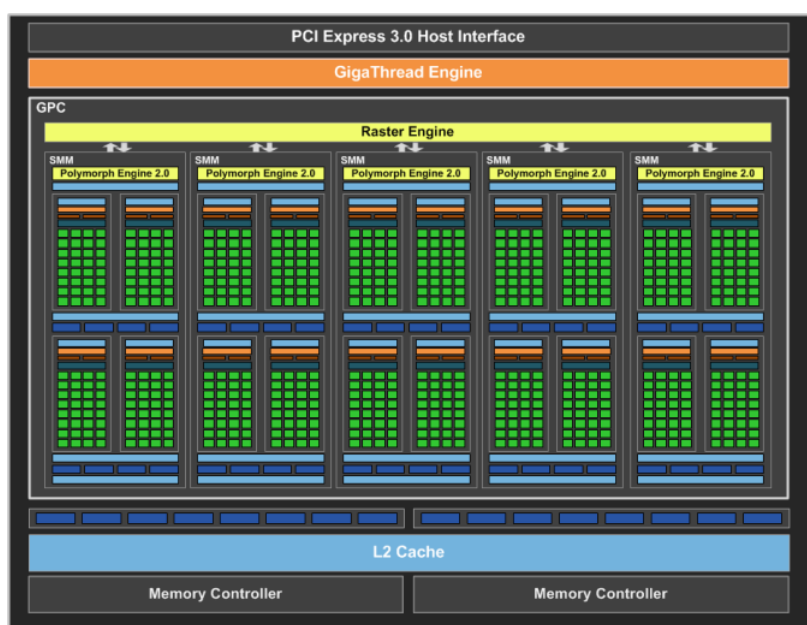 PCI Express 3.0 Host Interface
GigaThread Engine
GPC
Raster Engine
SMM SMM SMM SMM SMM
Polymorph Engine 2.0 Polymorph Engine 2.0 Polymorph Engine 2.0 Polymorph Engine 2.0 Polymorph Engine 2.0
L2 Cache
Memory Controller Memory Controller